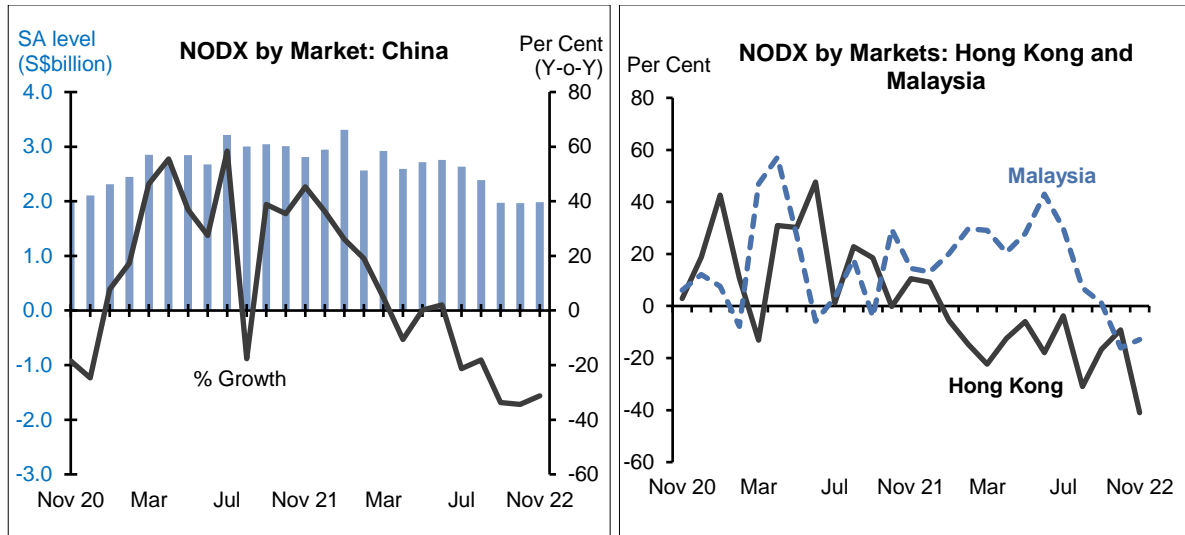 SA level
(S$billion)
NODX by Market: China
Per Cent
(Y-o-Y)
4.0
3.0
2.0
1.0
0.0
-1.0
-2.0
-3.0
80
60
40
20
0
-20
-40
-60
% Growth
Nov 20 Mar Jul Nov 21 Mar Jul Nov 22
Per Cent
NODX by Markets: Hong Kong and
Malaysia
80
60
40
20
0
-20
-40
-60
Malaysia
Hong Kong
Nov 20 Mar Jul Nov 21 Mar Jul Nov 22